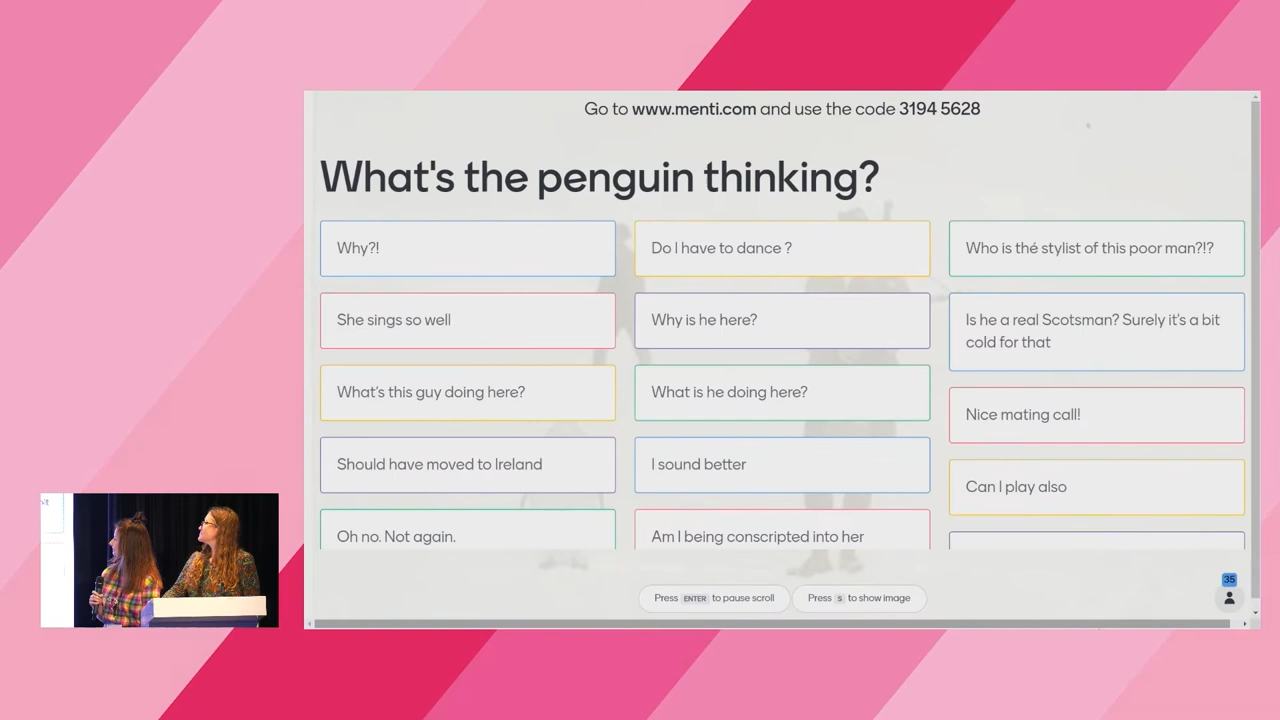 Go to www.menti.com and use the code 3194 5628
What's the penguin thinking?
Why?!
Do I have to dance ?
Who is thé stylist of this poor man?!?
She sings so well
Why is he here?
Is he a real Scotsman? Surely it's a bit
cold for that
What's this guy doing here?
What is he doing here?
Nice mating call!
Should have moved to Ireland
I sound better
Can I play also
Oh no. Not again.
Am I being conscripted into her
35
Press ENTER to pause scroll
Press S to show image